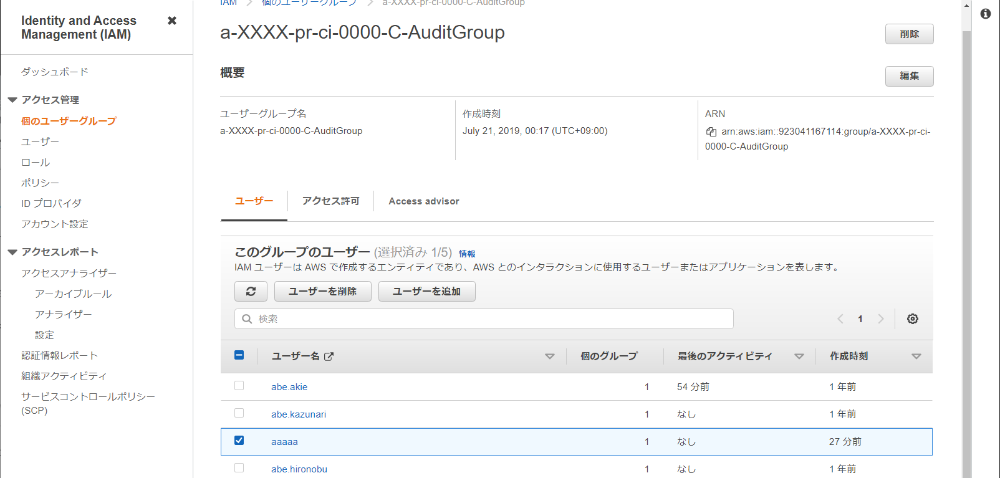 IAM > 個のユーザーグループ > a-XXXX-pr-ci-0000-C-AuditGroup
Identity and Access
Management (IAM)
ダッシュボード
アクセス管理
個のユーザーグループ
ユーザー
ロール
ポリシー
ID プロバイダ
アカウント設定
アクセスレポート
アクセスアナライザー
アーカイブルール
アナライザー
設定
認証情報レポート
組織アクティビティ
サービスコントロールポリシー
(SCP)
a-XXXX-pr-ci-0000-C-AuditGroup
削除
概要
編集
ユーザーグループ名
a-XXXX-pr-ci-0000-C-AuditGroup
作成時刻
July 21, 2019, 00:17 (UTC+09:00)
ARN
arn:aws:iam::923041167114:group/a-XXXX-pr-ci-
0000-C-AuditGroup
ユーザー アクセス許可 Access advisor
このグループのユーザー (選択済み 1/5) 情報
IAM ユーザーは AWS で作成するエンティティであり、AWS とのインタラクションに使用するユーザーまたはアプリケーションを表します。
ユーザーを削除 ユーザーを追加
検索 1
ユーザー名 個のグループ 最後のアクティビティ 作成時刻
abe.akie 1 54 分前 1 年前
abe.kazunari 1 なし 1 年前
aaaaa 1 なし 27 分前
abe.hironobu 1 なし 1 年前